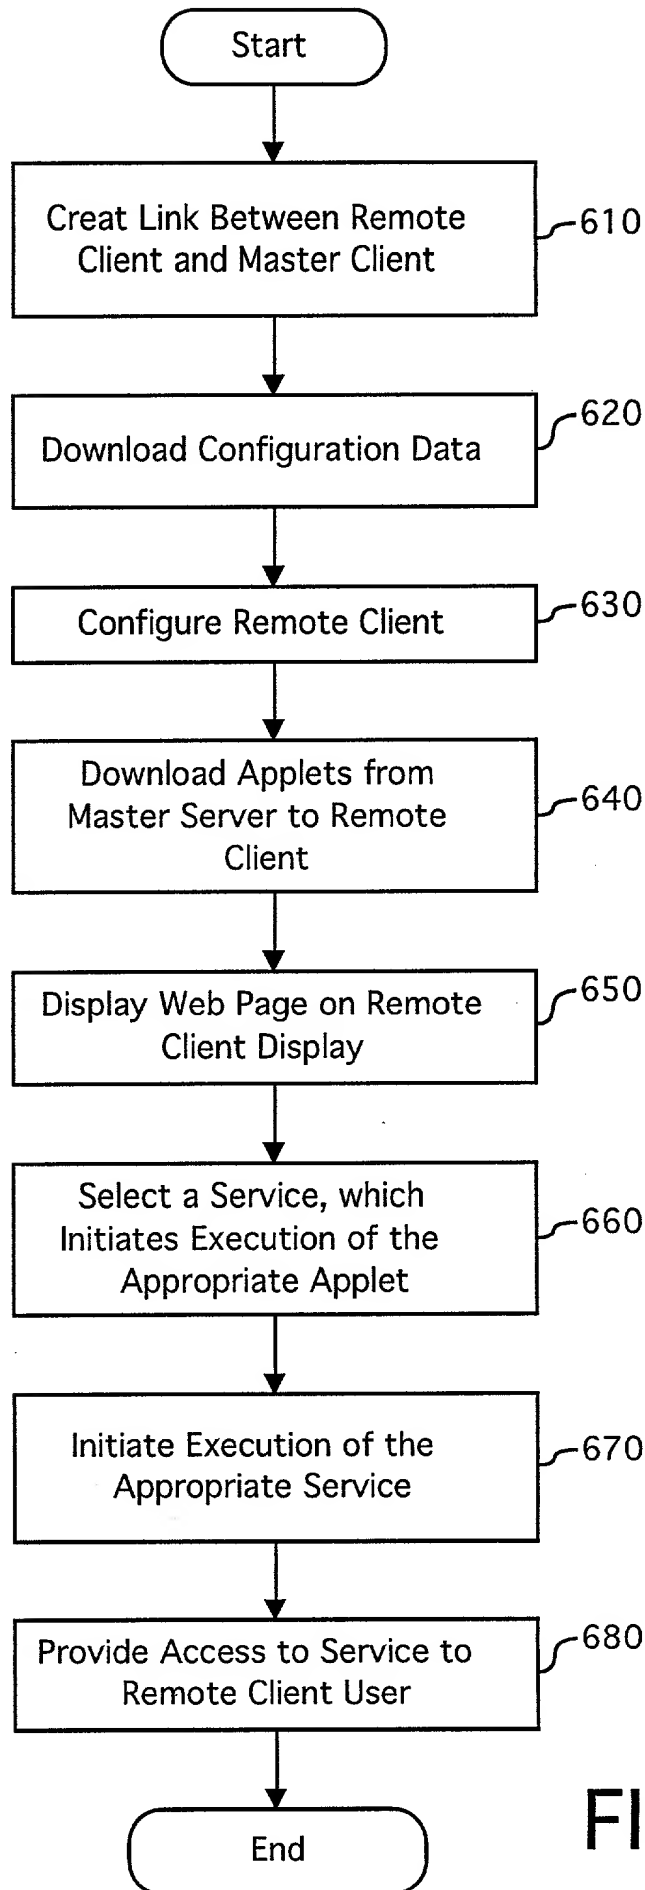 Start
Creat Link Between Remote
Client and Master Client
610
Download Configuration Data
620
Configure Remote Client
630
Download Applets from
Master Server to Remote
Client
640
Display Web Page on Remote
Client Display
650
Select a Service, which
Initiates Execution of the
Appropriate Applet
660
Initiate Execution of the
Appropriate Service
670
Provide Access to Service to
Remote Client User
680
End
FI